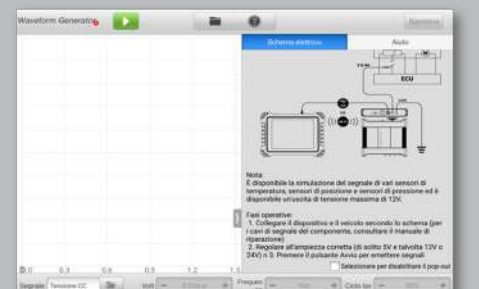 Waveform Generator
Schema elettrico
Aiuto
M
ECU
Nota:
È disponibile la simulazione del segnale di vari sensori di
temperatura, sensori di posizione e sensori di pressione ed è
disponibile un'uscita di tensione massima di 12V.
Fasi operative:
1. Collegare il dispositivo e il veicolo secondo lo schema (per
i cavi di segnale del componente, consultare il manuale di
riparazione)
2. Regolare all'ampiezza corretta (di solito 5V e talvolta 12V o
24V) n 3. Premere il pulsante Avvio per emettere segnali
Selezionare per disabilitare il pop-out
0.0 0.3 0.6 0.9 1.2 1.5
Segnale Tensione CC Volt Frequen Ciclo lav